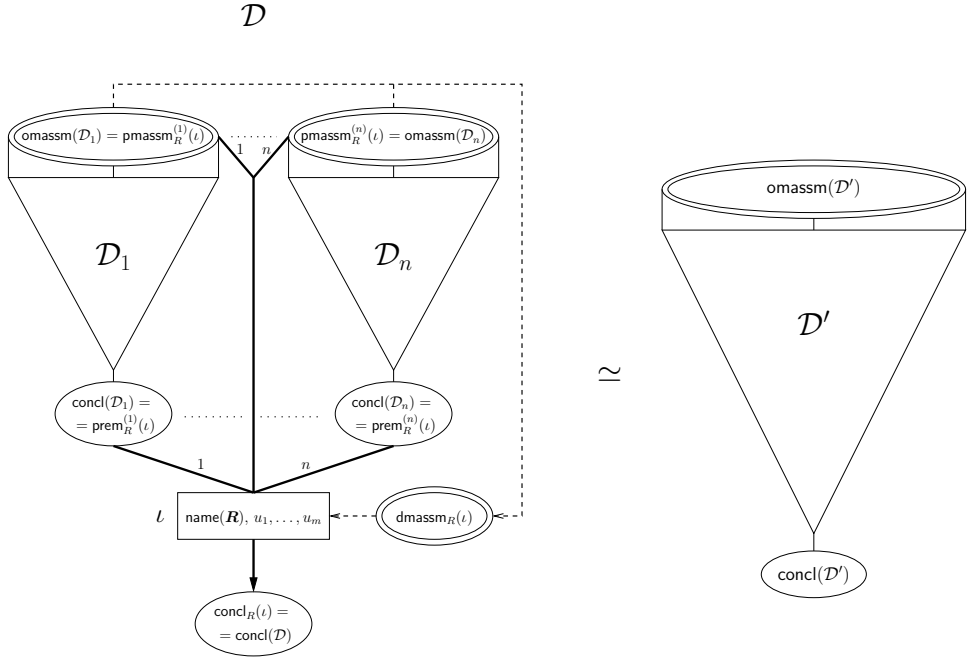 𝒟
omassm(𝒟₁) = pmassm_R^(1)(ι) ........ pmassm_R^(n)(ι) = omassm(𝒟ₙ)
1 n
omassm(𝒟′)
𝒟₁ 𝒟ₙ
𝒟′
≃
concl(𝒟₁) =
= prem_R^(1)(ι)
concl(𝒟ₙ) =
= prem_R^(n)(ι)
1 n
ι name(R), u₁, . . . , uₘ
dmassm_R(ι)
concl(𝒟′)
concl_R(ι) =
= concl(𝒟)